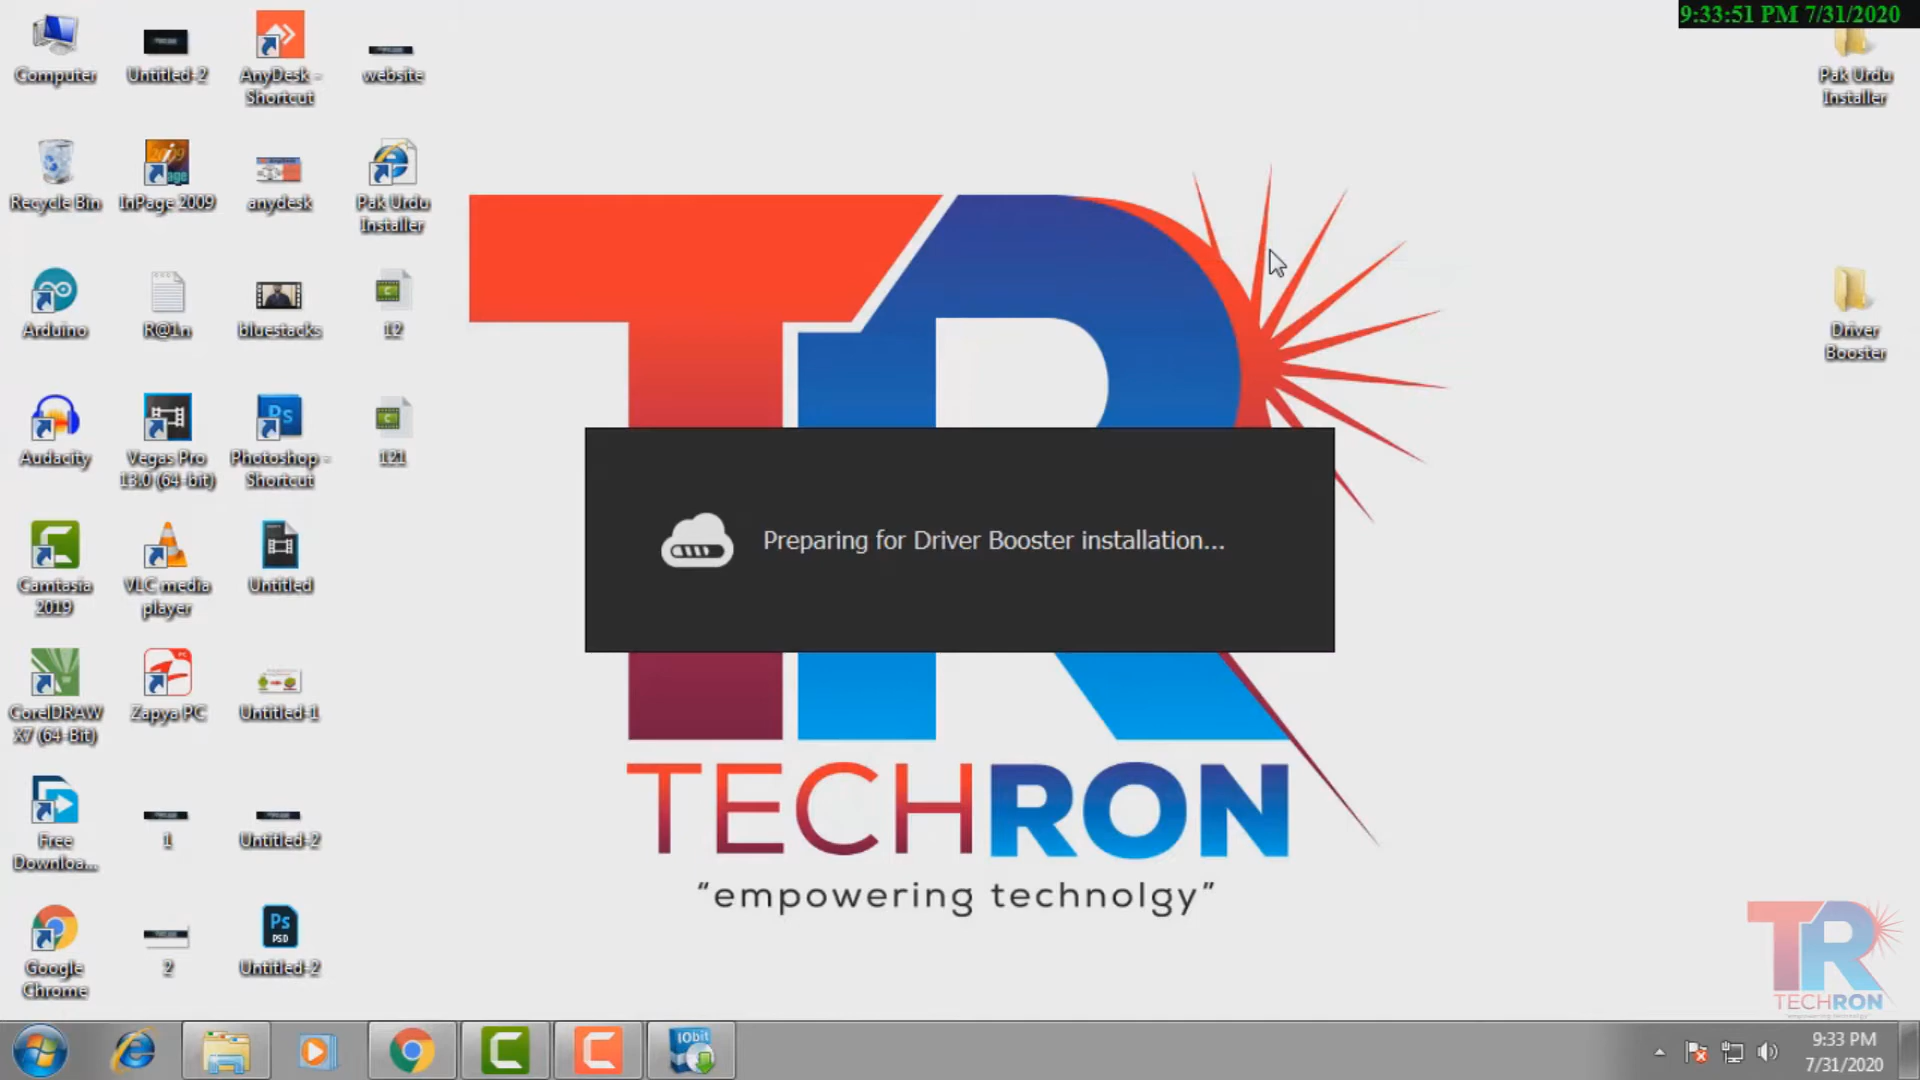 9:33:51 PM 7/31/2020
Computer
Untitled-2
AnyDesk -
Shortcut
website
Pak Urdu
Installer
Recycle Bin
InPage 2009
anydesk
Pak Urdu
Installer
Arduino
R@1n
bluestacks
12
Driver
Booster
Audacity
Vegas Pro
13.0 (64-bit)
Photoshop -
Shortcut
121
Preparing for Driver Booster installation...
Camtasia
2019
VLC media
player
Untitled
CorelDRAW
X7 (64-Bit)
Zapya PC
Untitled-1
TECHRON
“empowering technolgy”
Free
Downloa...
1
Untitled-2
Google
Chrome
2
Untitled-2
TECHRON
"empowering technolgy"
IObit
9:33 PM
7/31/2020